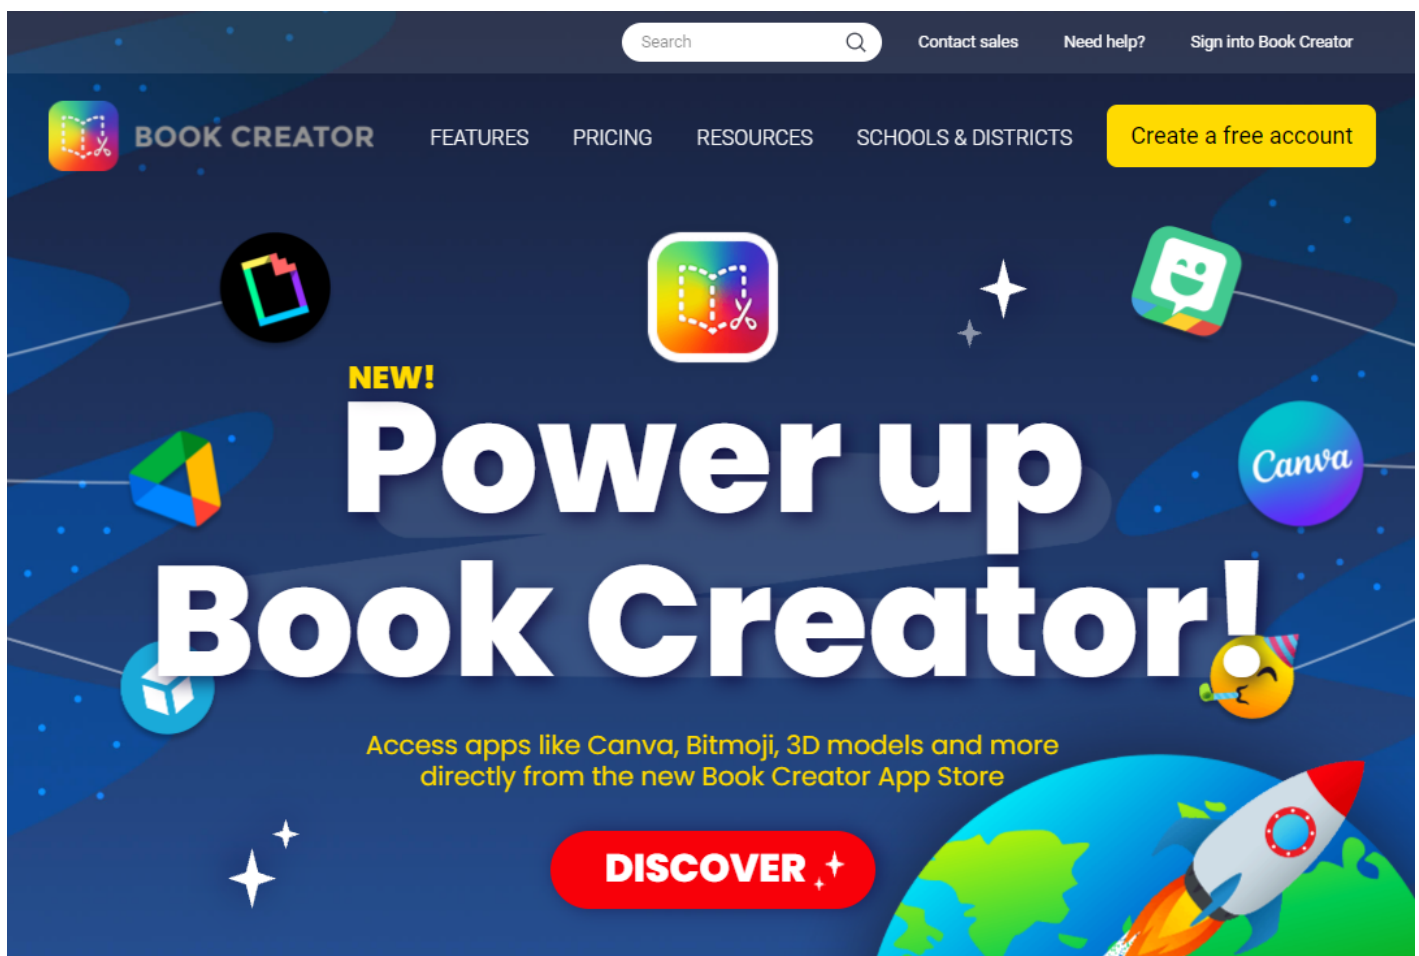 Search
Contact sales
Need help?
Sign into Book Creator
BOOK CREATOR
FEATURES
PRICING
RESOURCES
SCHOOLS & DISTRICTS
Create a free account
NEW!
Power up
Canva
Book Creator!
Access apps like Canva, Bitmoji, 3D models and more
directly from the new Book Creator App Store
DISCOVER